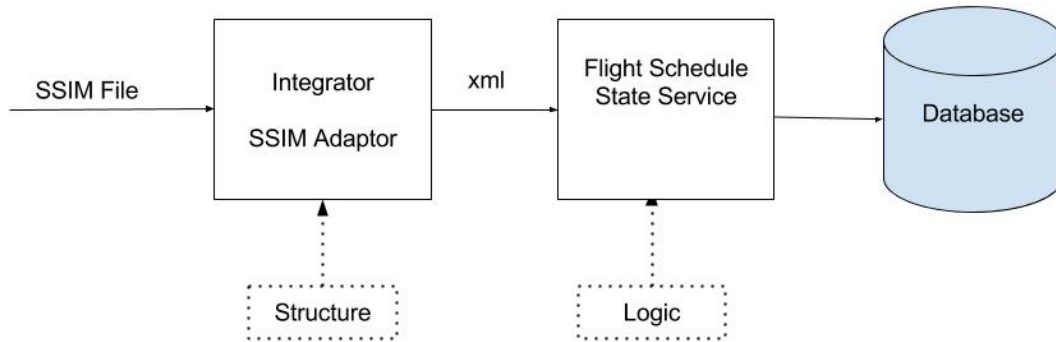 SSIM File
Integrator
SSIM Adaptor
xml
Flight Schedule
State Service
Database
Structure
Logic